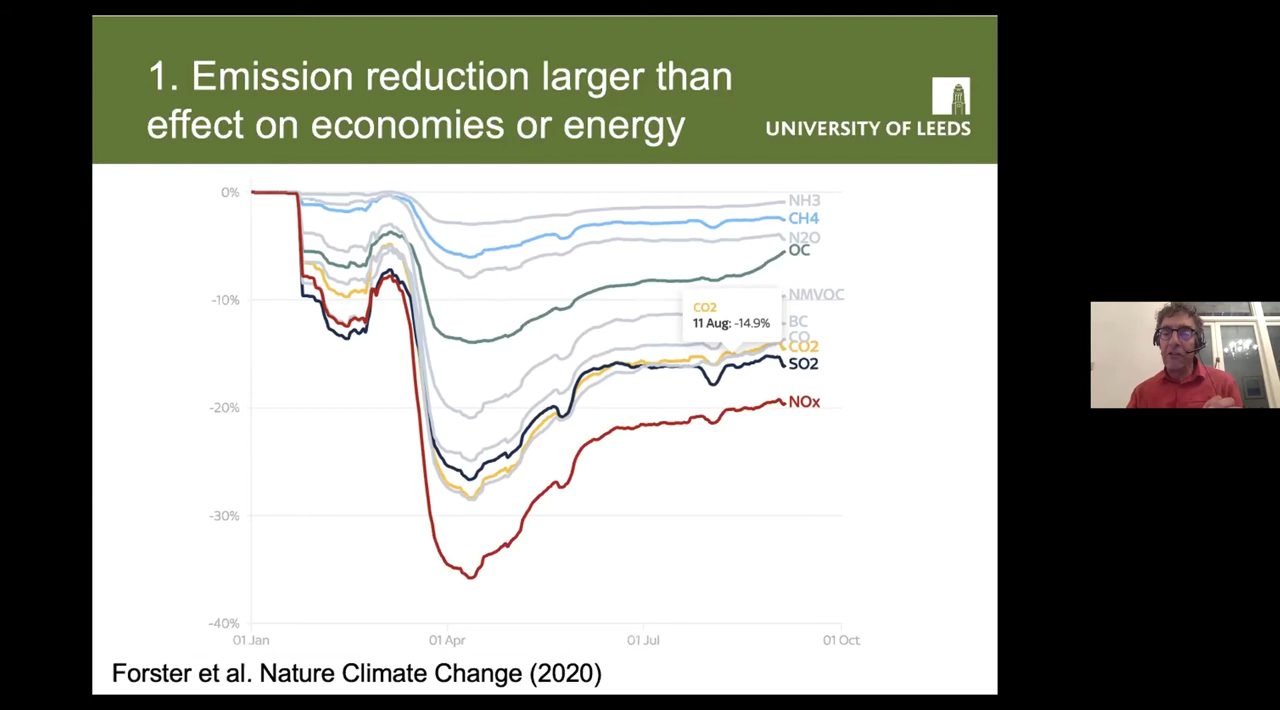 1. Emission reduction larger than
effect on economies or energy
UNIVERSITY OF LEEDS
0%
-10%
-20%
-30%
-40%
01 Jan
01 Apr
01 Jul
01 Oct
NH3
CH4
N2O
OC
NMVOC
BC
CO
CO2
SO2
NOx
CO2
11 Aug: -14.9%
Forster et al. Nature Climate Change (2020)